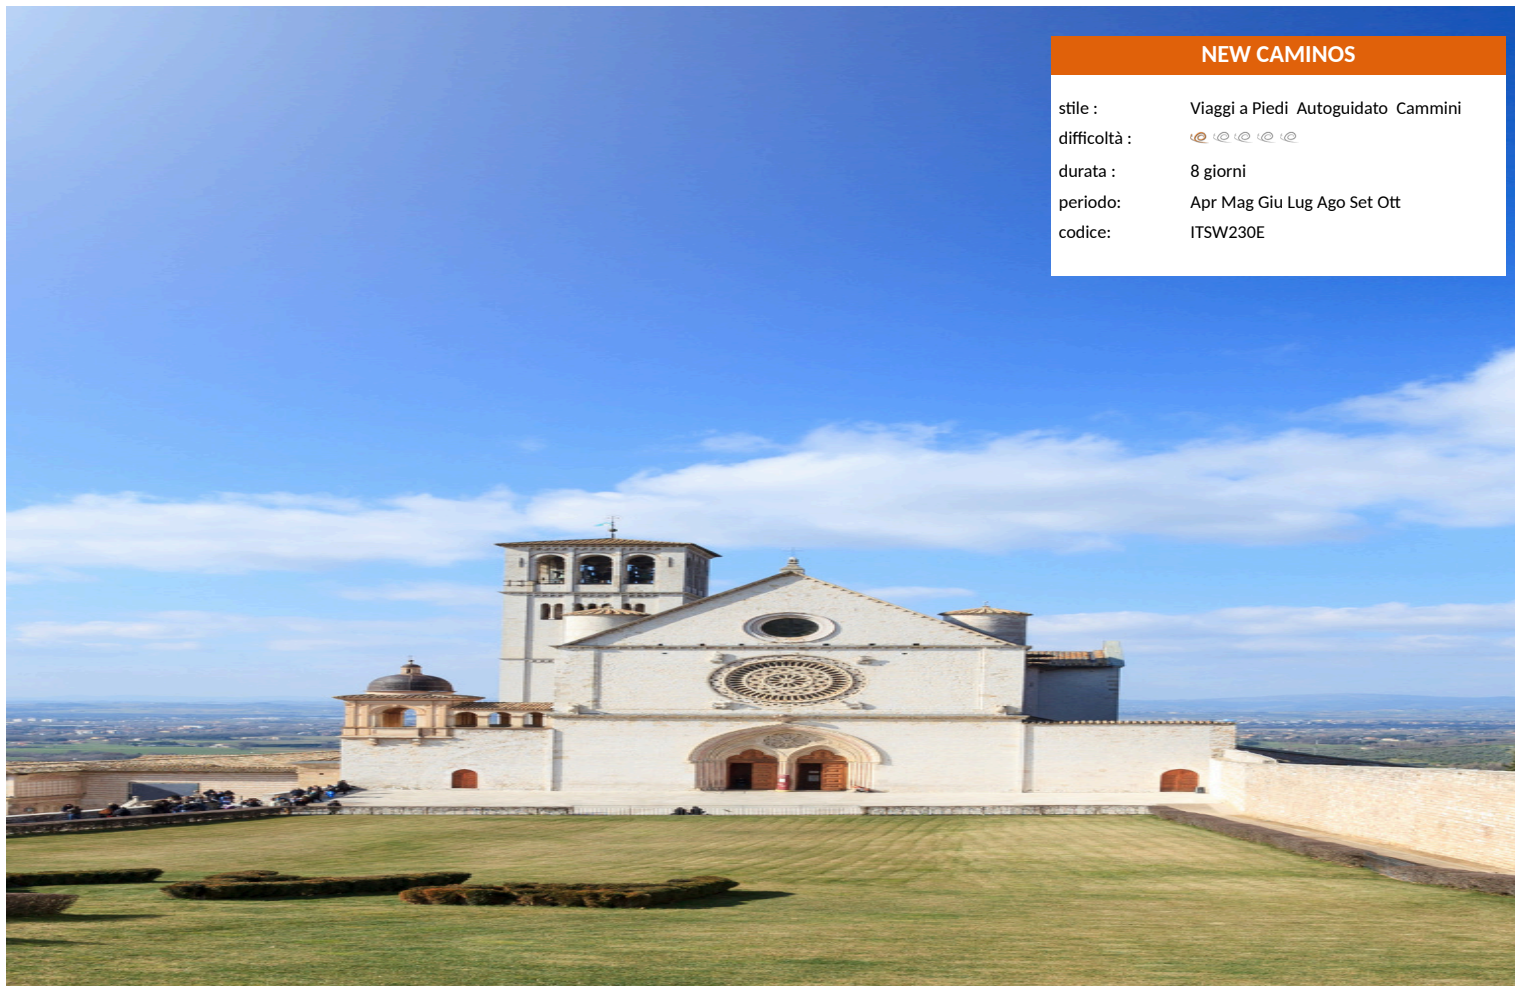 NEW CAMINOS
stile : Viaggi a Piedi Autoguidato Cammini
difficoltà :
durata : 8 giorni
periodo: Apr Mag Giu Lug Ago Set Ott
codice: ITSW230E